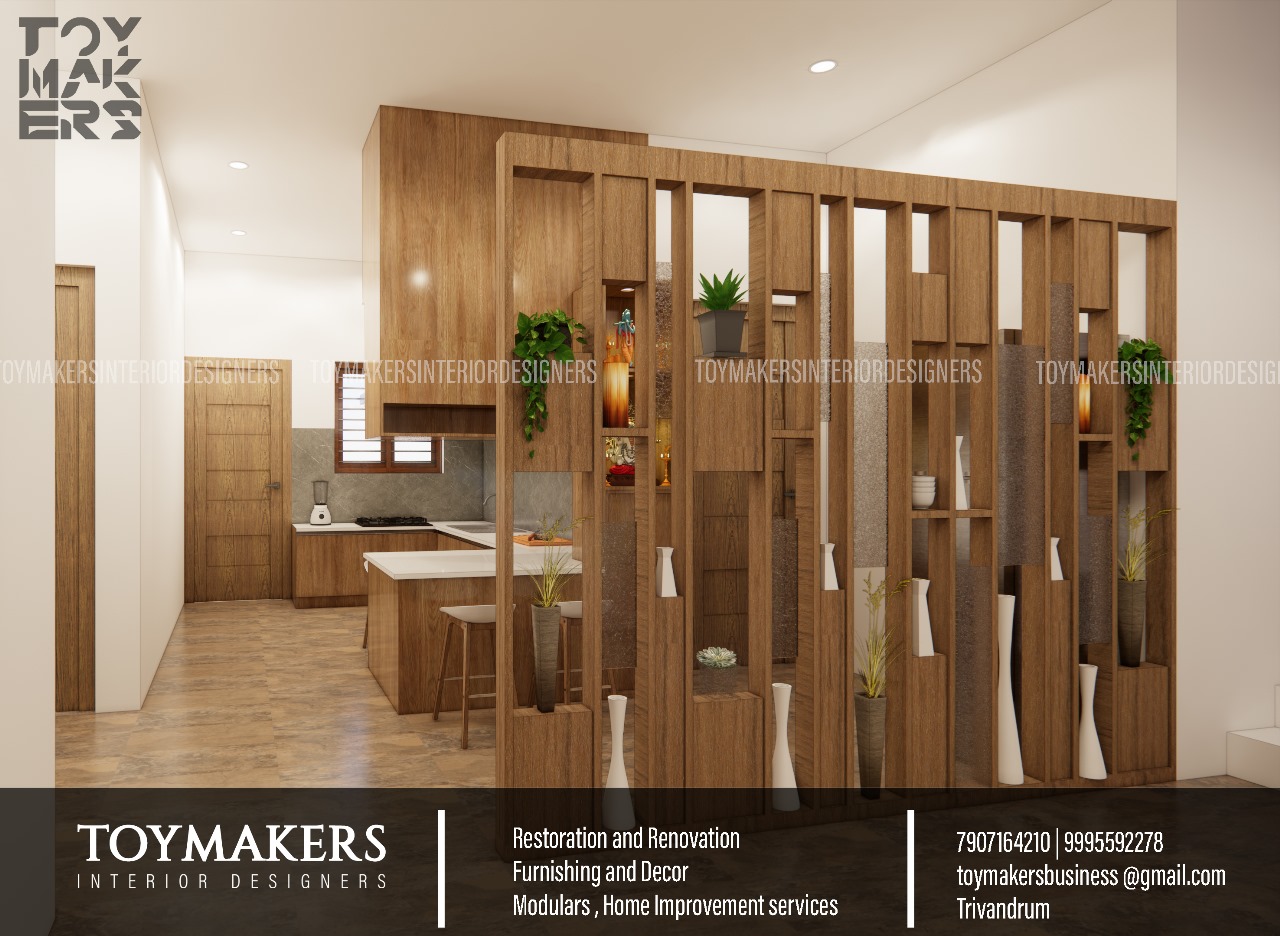 TOY
MAK
ERS
TOYMAKERSINTERIORDESIGNERS TOYMAKERSINTERIORDESIGNERS TOYMAKERSINTERIORDESIGNERS TOYMAKERSINTERIORDESI
TOYMAKERS
INTERIOR DESIGNERS
Restoration and Renovation
Furnishing and Decor
Modulars , Home Improvement services
7907164210 | 9995592278
toymakersbusiness @gmail.com
Trivandrum